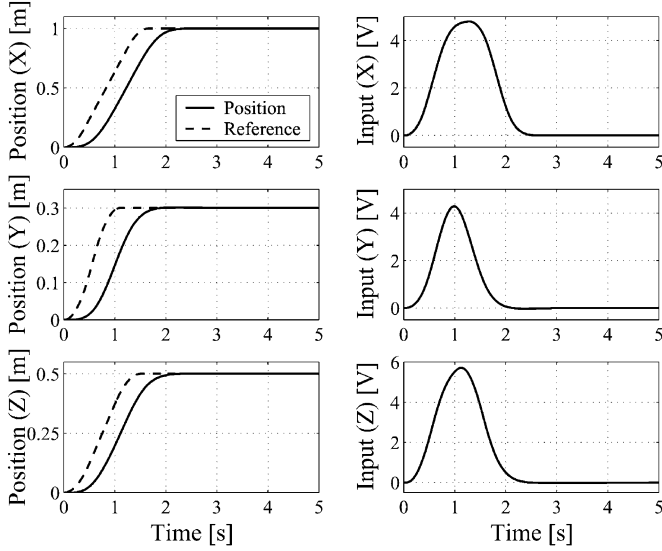 Position (X) [m]
1
0.5
0
Position
Reference
0 1 2 3 4 5
Input (X) [V]
4
2
0
0 1 2 3 4 5
Position (Y) [m]
0.3
0.2
0.1
0
0 1 2 3 4 5
Input (Y) [V]
4
2
0
0 1 2 3 4 5
Position (Z) [m]
0.5
0.25
0
0 1 2 3 4 5
Time [s]
Input (Z) [V]
6
4
2
0
0 1 2 3 4 5
Time [s]